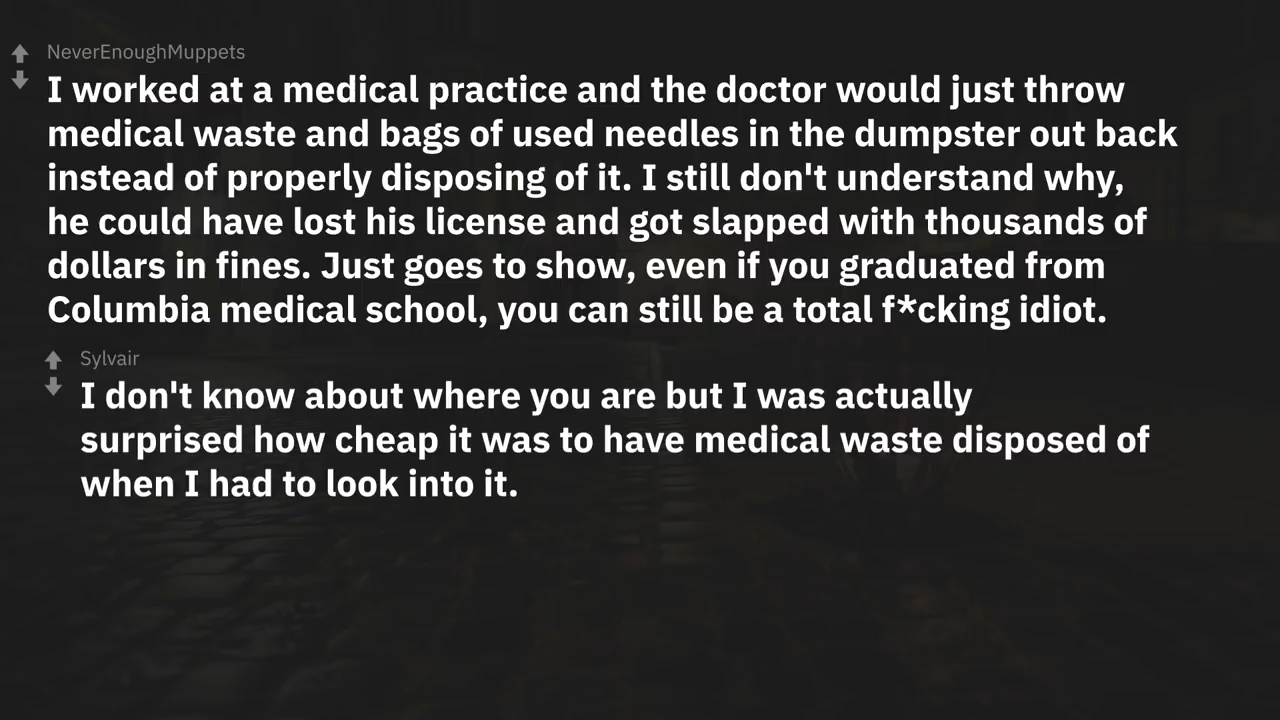 NeverEnoughMuppets
I worked at a medical practice and the doctor would just throw
medical waste and bags of used needles in the dumpster out back
instead of properly disposing of it. I still don't understand why,
he could have lost his license and got slapped with thousands of
dollars in fines. Just goes to show, even if you graduated from
Columbia medical school, you can still be a total f*cking idiot.
Sylvair
I don't know about where you are but I was actually
surprised how cheap it was to have medical waste disposed of
when I had to look into it.